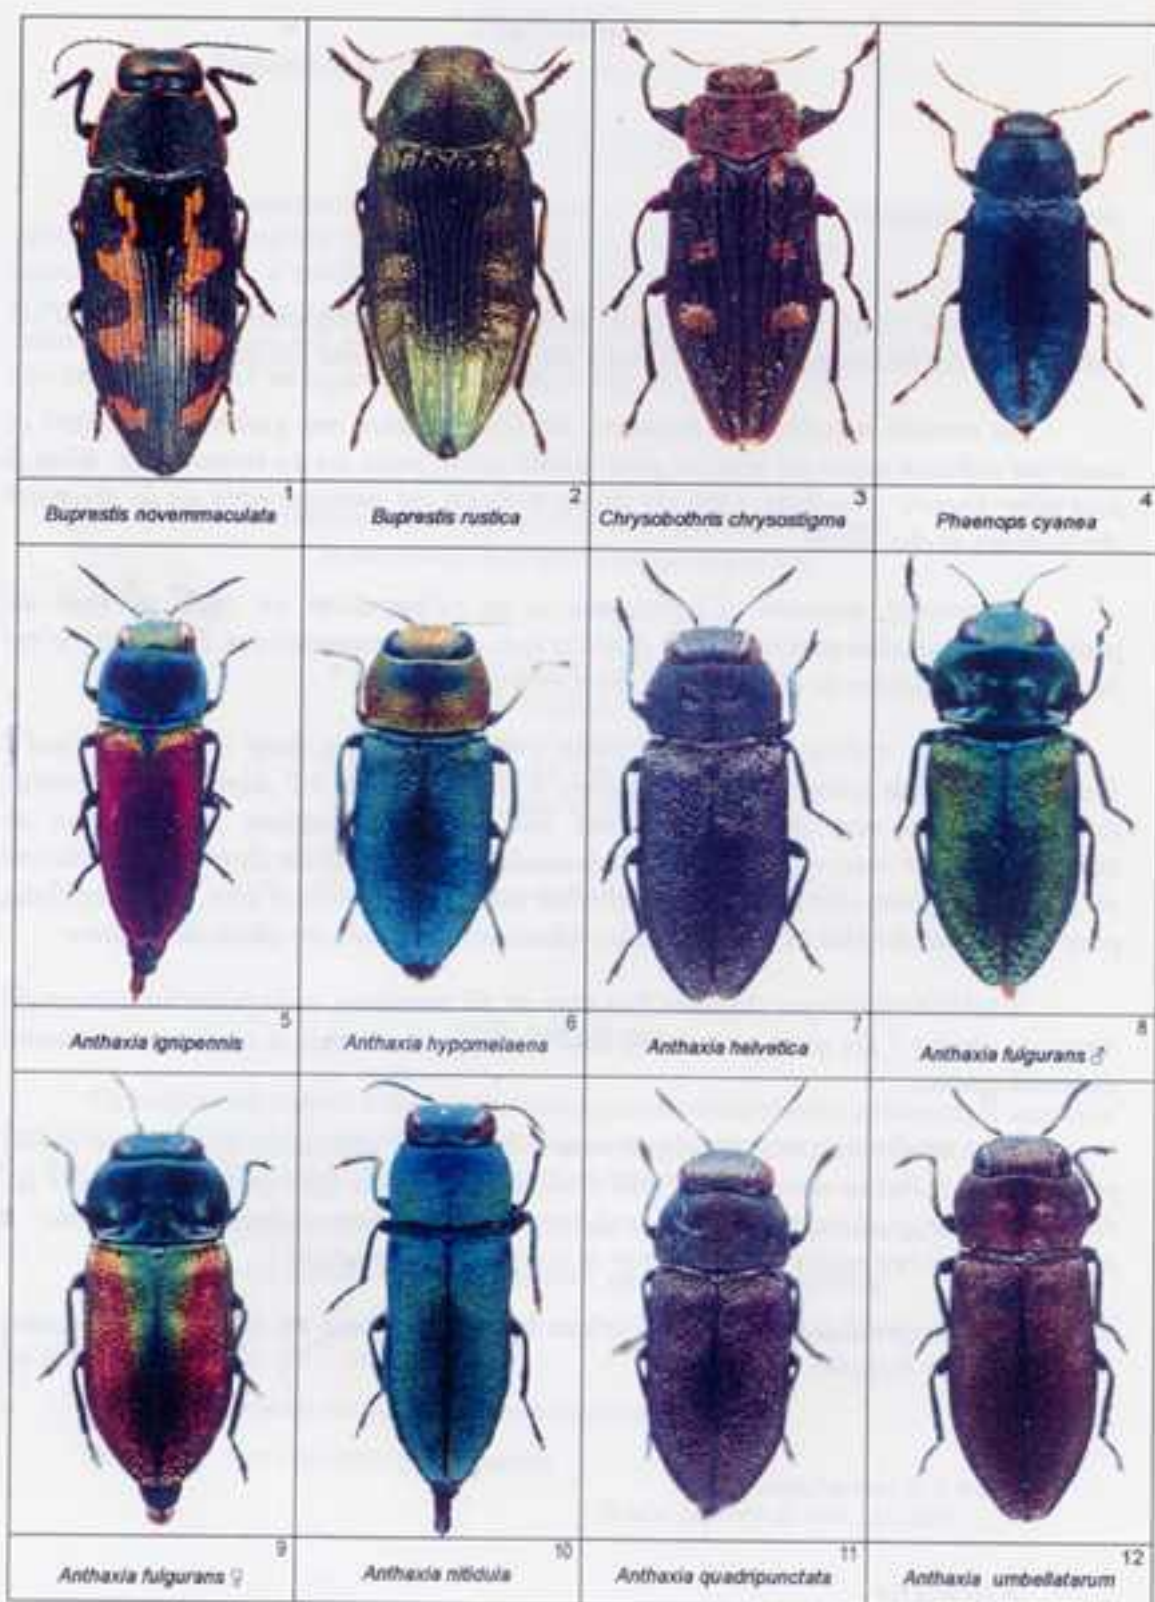 1
Buprestis novemmaculata
2
Buprestis rustica
3
Chrysobothris chrysostigma
4
Phaenops cyanea
5
Anthaxia ignipennis
6
Anthaxia hypomelaena
7
Anthaxia helvetica
8
Anthaxia fulgurans ♂
9
Anthaxia fulgurans ♀
10
Anthaxia nitidula
11
Anthaxia quadripunctata
12
Anthaxia umbellatarum